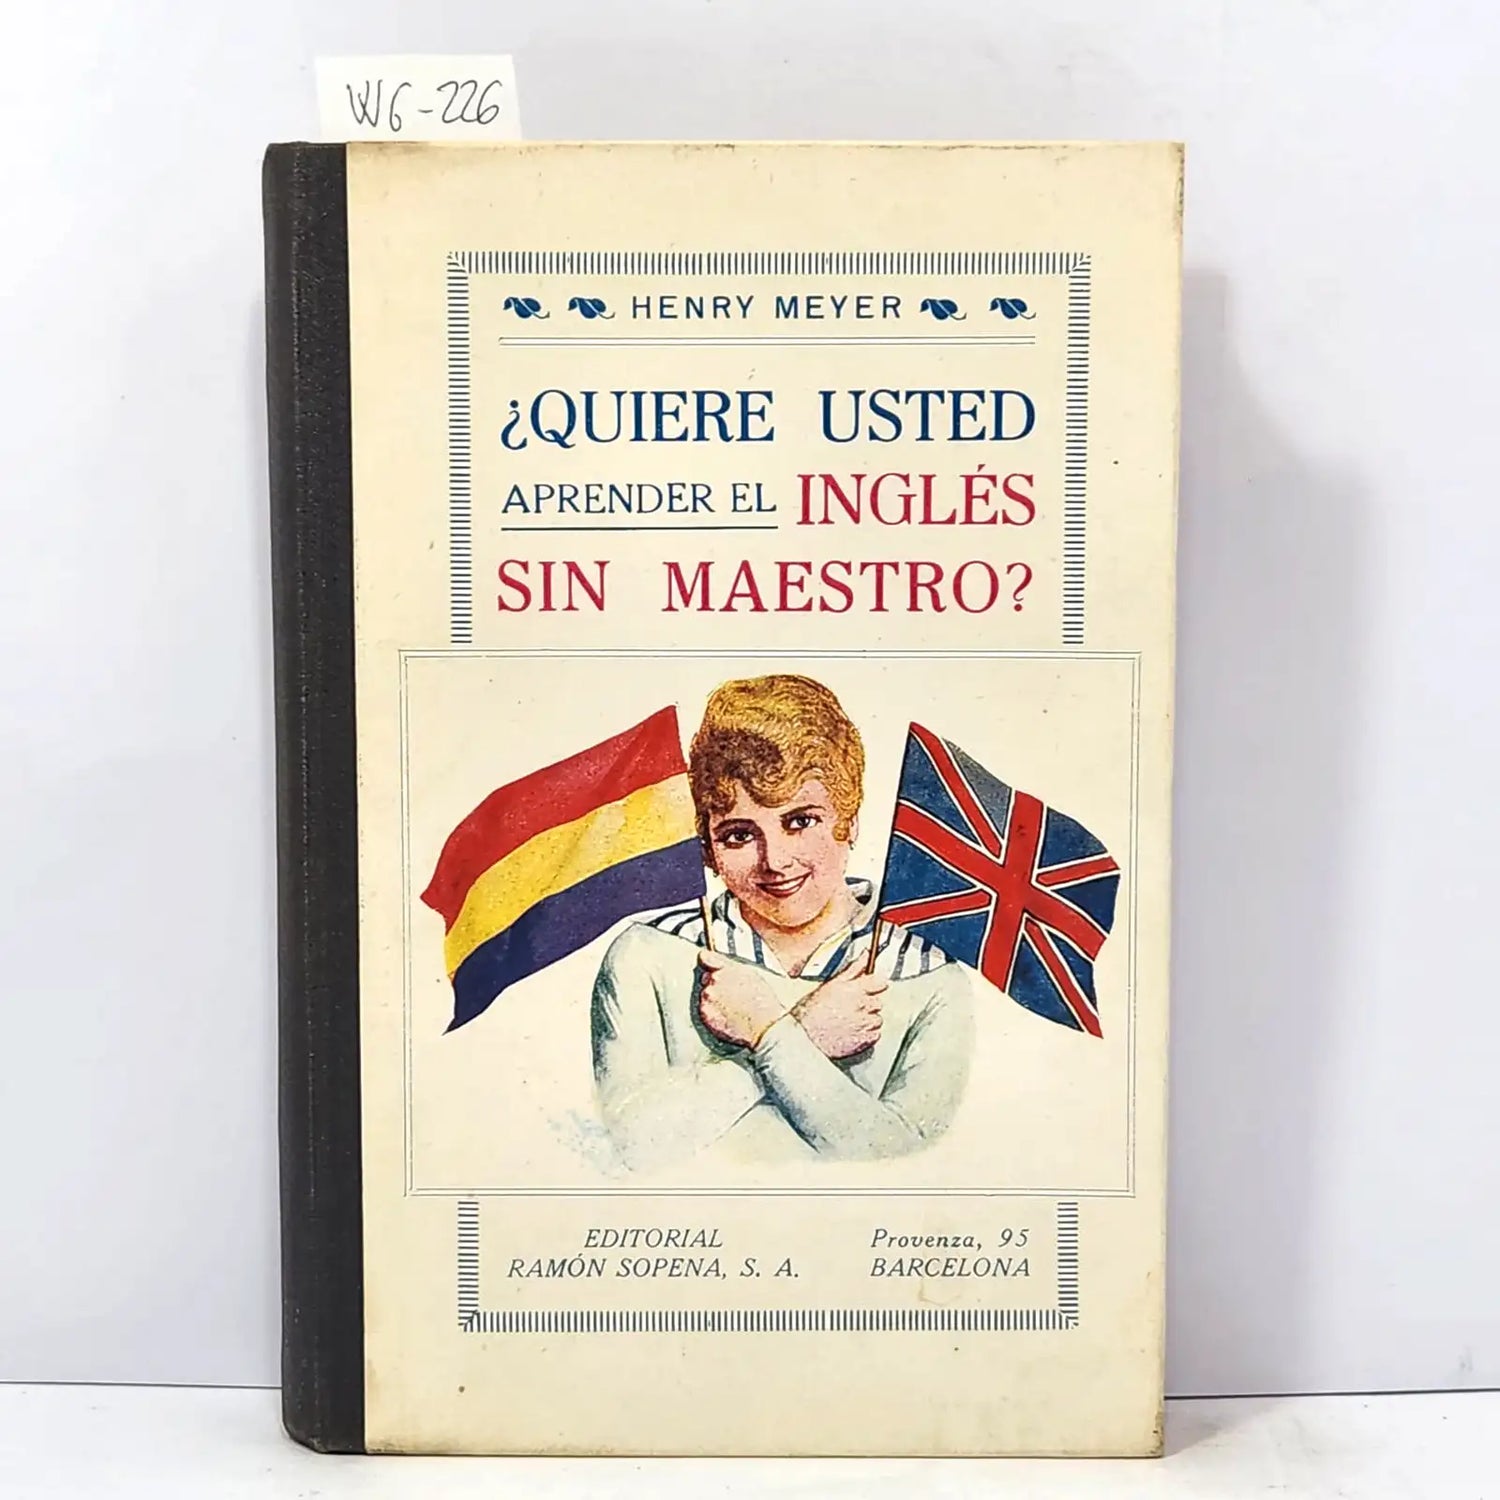 W6-226
HENRY MEYER
¿QUIERE USTED
APRENDER EL INGLÉS
SIN MAESTRO?
EDITORIAL
RAMÓN SOPENA, S. A.
Provenza, 95
BARCELONA